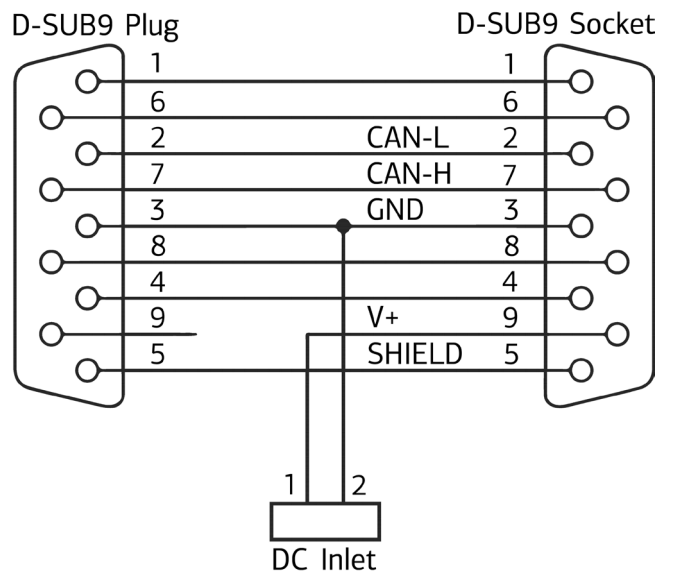 D-SUB9 Plug D-SUB9 Socket
1 1
6 6
2 CAN-L 2
7 CAN-H 7
3 GND 3
8 8
4 4
9 V+ 9
5 SHIELD 5
1 2
DC Inlet